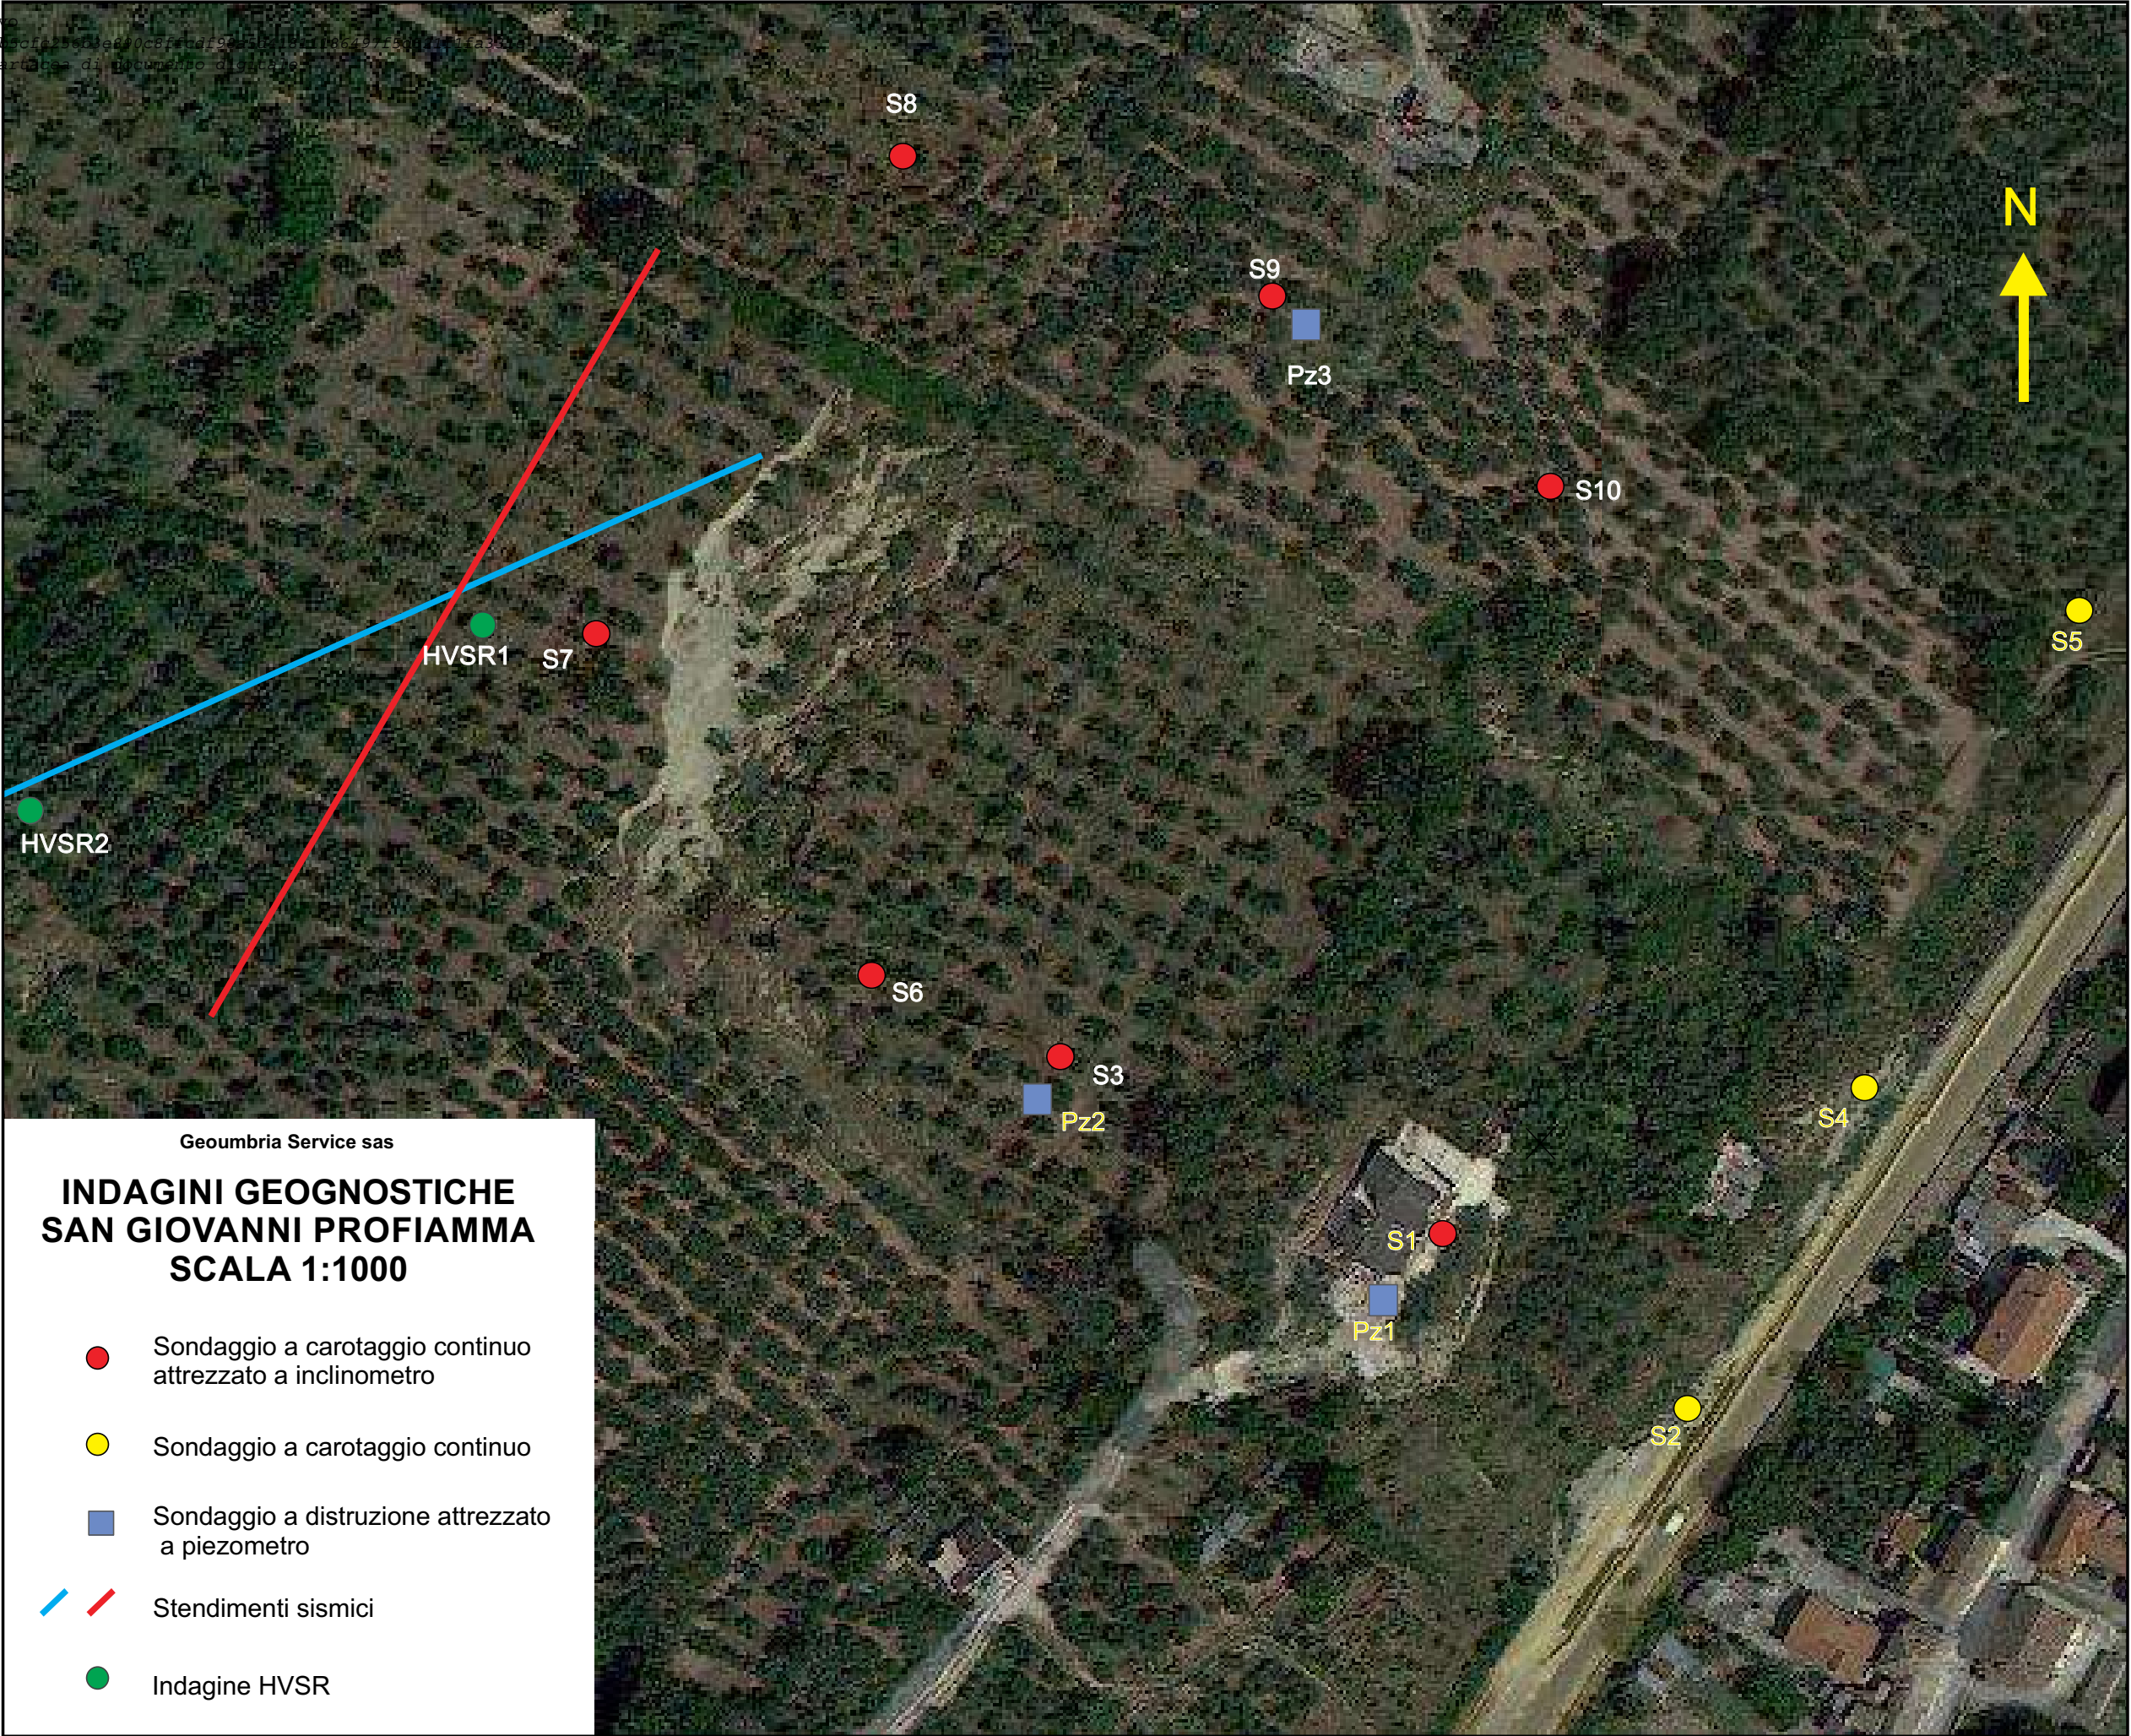 S8
N
S9
Pz3
S10
S5
HVSR1
S7
HVSR2
S6
S3
Pz2
S4
S1
Pz1
S2
Geoumbria Service sas
INDAGINI GEOGNOSTICHE
SAN GIOVANNI PROFIAMMA
SCALA 1:1000
Sondaggio a carotaggio continuo
attrezzato a inclinometro
Sondaggio a carotaggio continuo
Sondaggio a distruzione attrezzato
a piezometro
Stendimenti sismici
Indagine HVSR